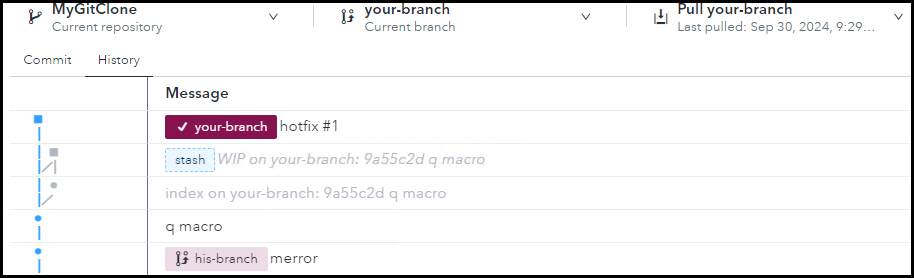 MyGitClone
Current repository
your-branch
Current branch
Pull your-branch
Last pulled: Sep 30, 2024, 9:29…
Commit
History
Message
your-branch hotfix #1
stash WIP on your-branch: 9a55c2d q macro
index on your-branch: 9a55c2d q macro
q macro
his-branch merror